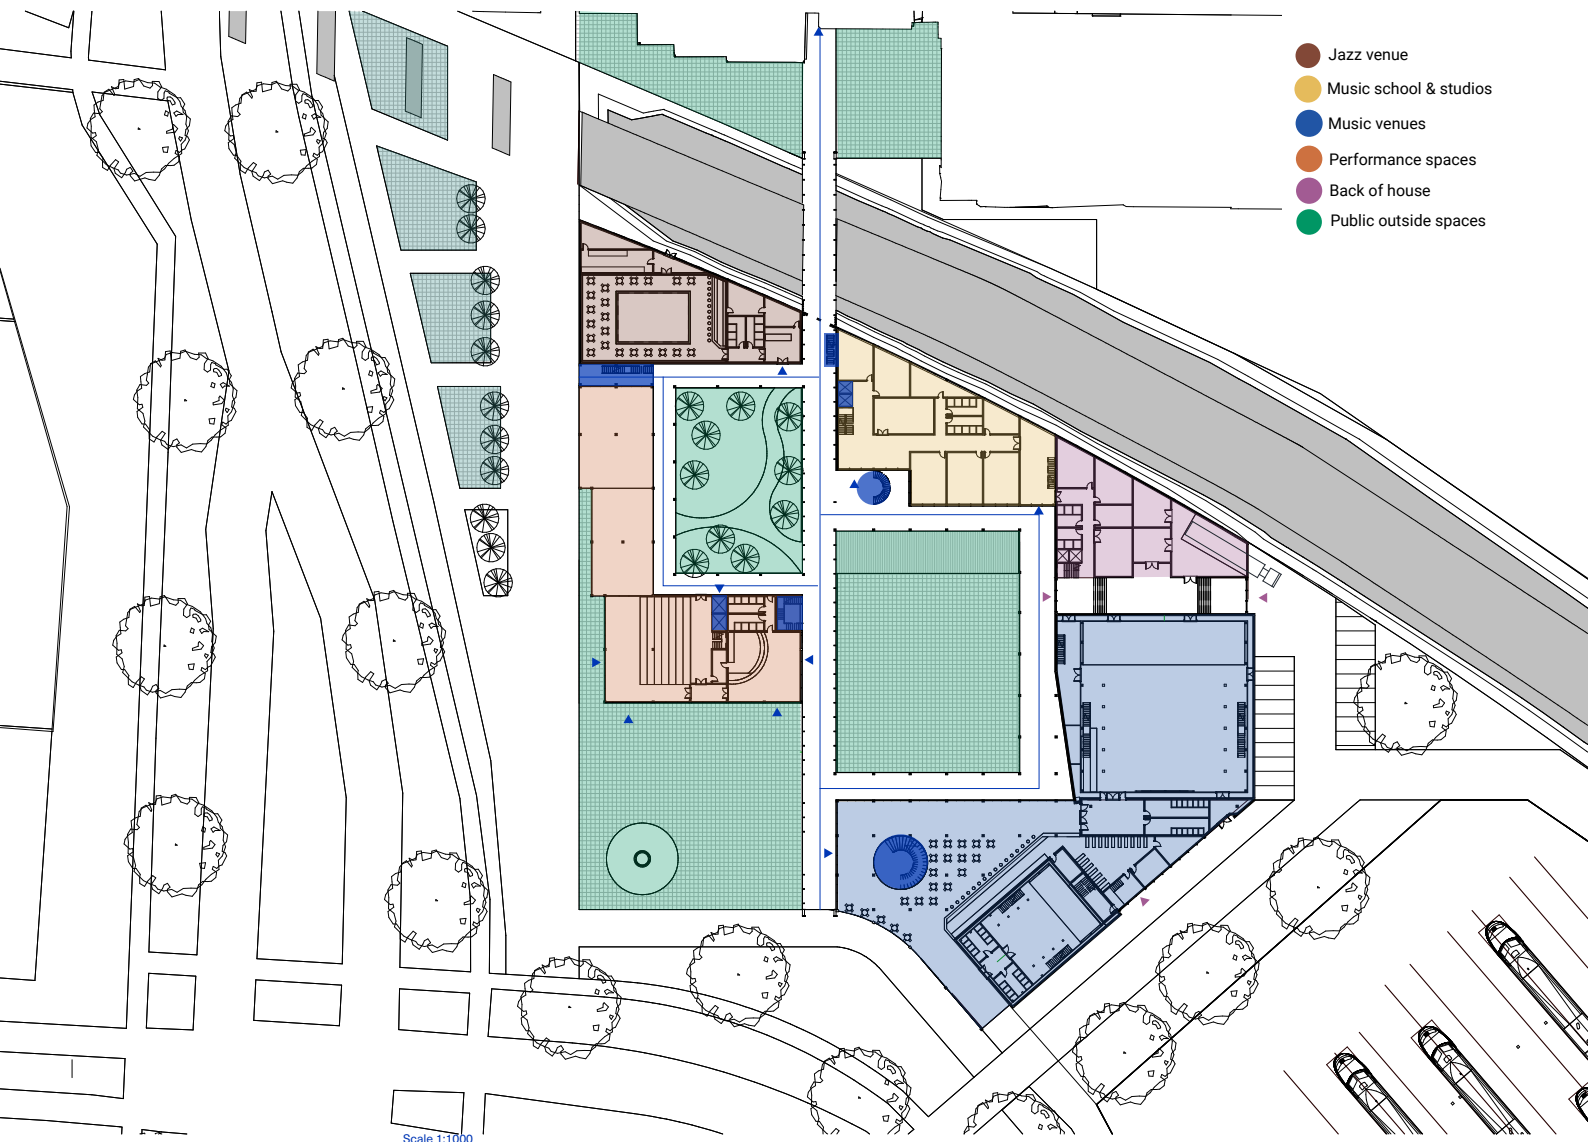 Jazz venue
Music school & studios
Music venues
Performance spaces
Back of house
Public outside spaces
Scale 1:1000